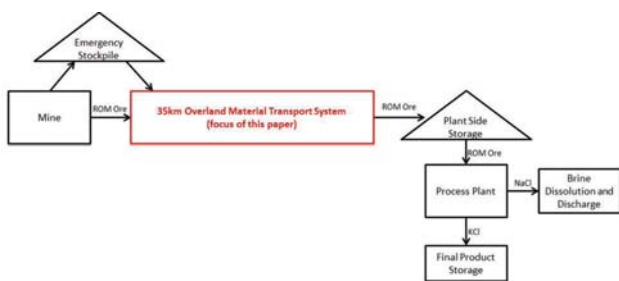 Emergency
Stockpile
Mine
ROM Ore
35km Overland Material Transport System
(focus of this paper)
ROM Ore
Plant Side
Storage
ROM Ore
Process Plant
NaCl
Brine
Dissolution and
Discharge
KCl
Final Product
Storage